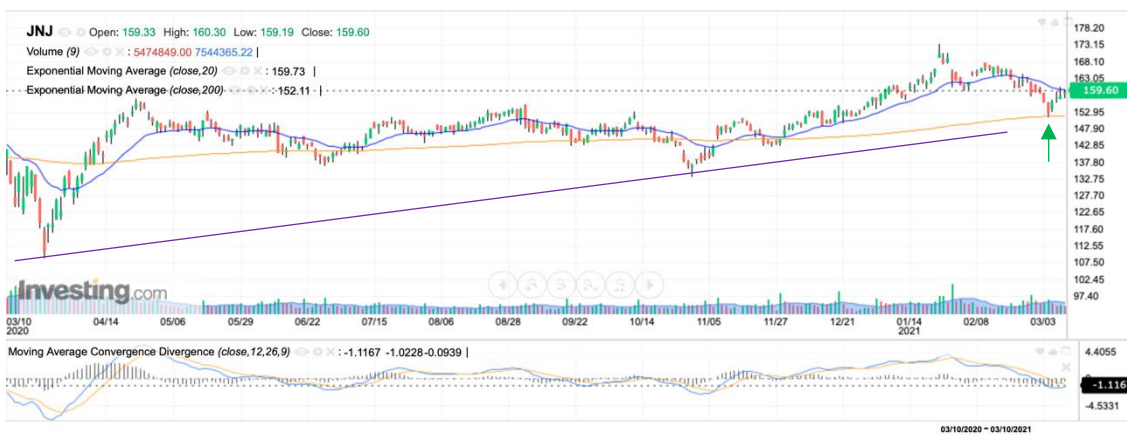 JNJ Open: 159.33 High: 160.30 Low: 159.19 Close: 159.60
Volume (9) : 5474849.00 7544365.22 |
Exponential Moving Average (close,20) : 159.73 |
Exponential Moving Average (close,200) : 152.11 |
178.20
173.15
168.10
163.05
159.60
152.95
147.90
142.85
137.80
132.75
127.70
122.65
117.60
112.55
107.50
102.45
97.40
Investing.com
03/10 04/14 05/06 05/29 06/22 07/15 08/06 08/28 09/22 10/14 11/05 11/27 12/21 01/14 02/08 03/03
2020 2021
Moving Average Convergence Divergence (close,12,26,9) : -1.1167 -1.0228 -0.0939 |
4.4055
-1.116
-4.5331
03/10/2020 - 03/10/2021